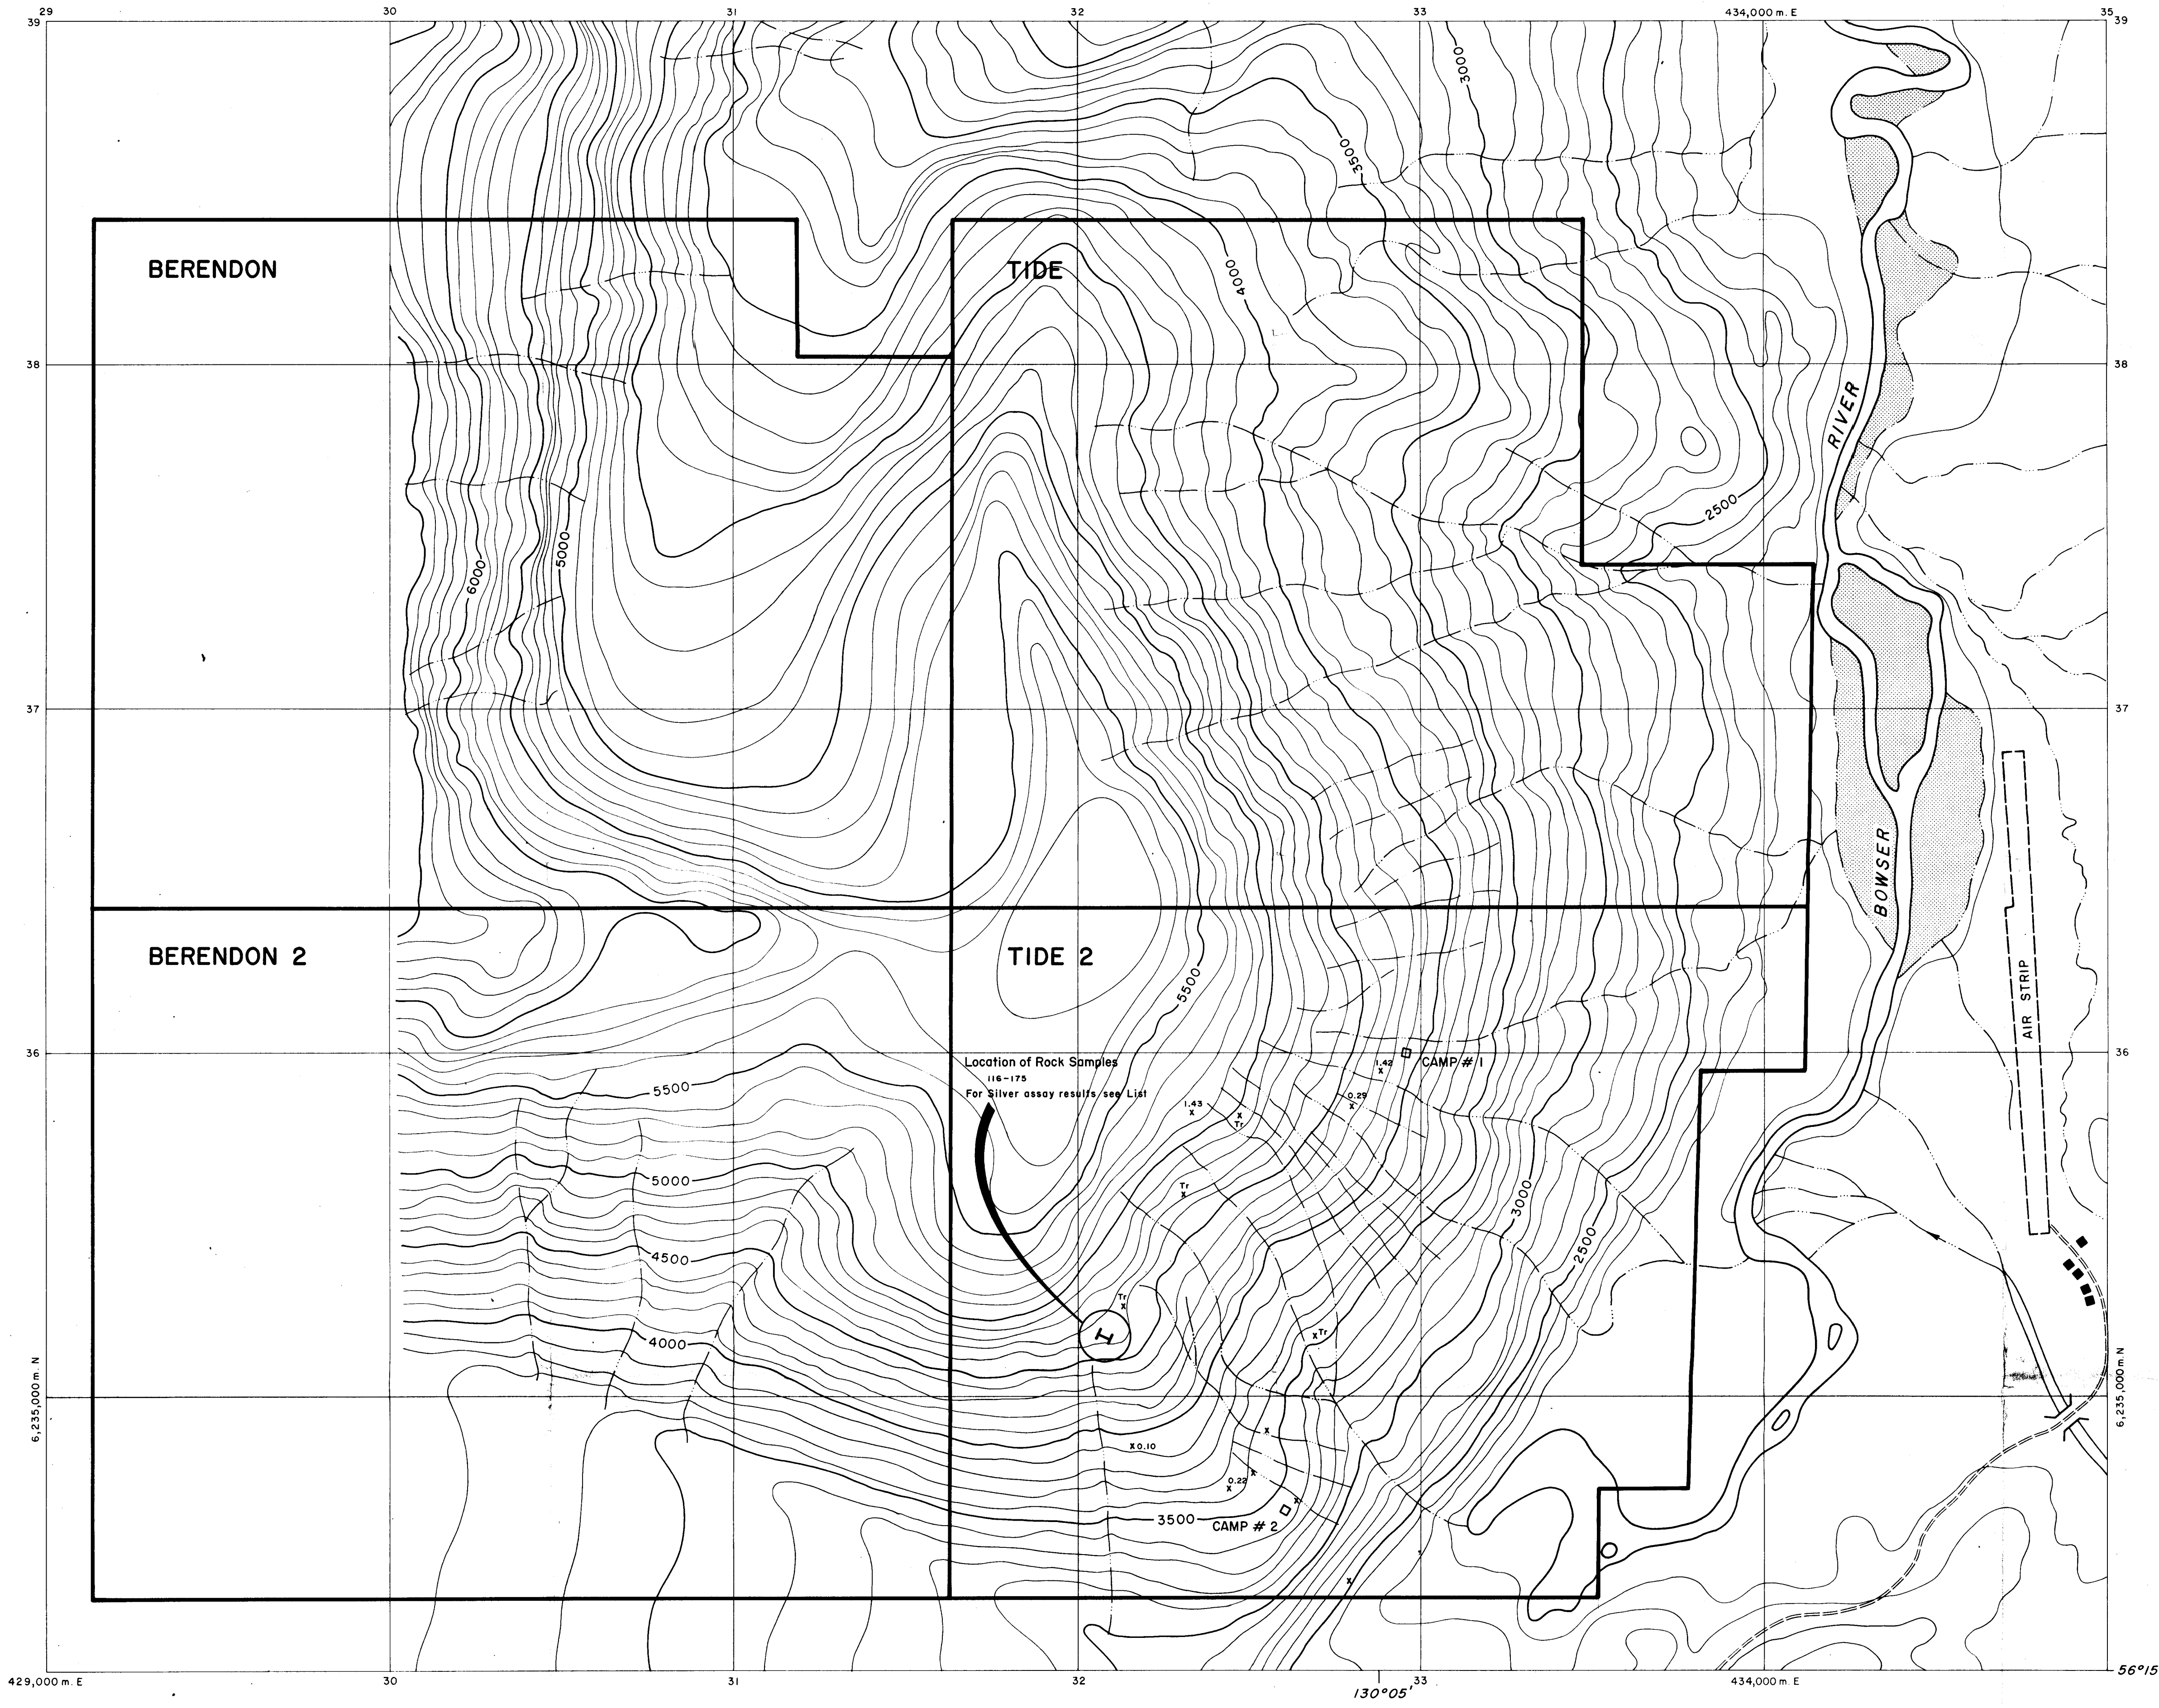 29 30 31 32 33 434,000 m. E 35
39 39
3000
3500
BERENDON TIDE
4000
38 38
RIVER
2500
5000
6000
37 37
BOWSER
BERENDON 2 TIDE 2
5500
AIR STRIP
36 36
Location of Rock Samples
116-175
For Silver assay results see List
1.42 CAMP # 1
5500
0.29
1.43
Tr
5000
Tr
3000
2500
4500
Tr
Tr
4000
6,235,000 m. N 6,235,000 m. N
x 0.10
0.22
3500
CAMP # 2
56°15
429,000 m. E 30 31 32 33 434,000 m. E
130°05'